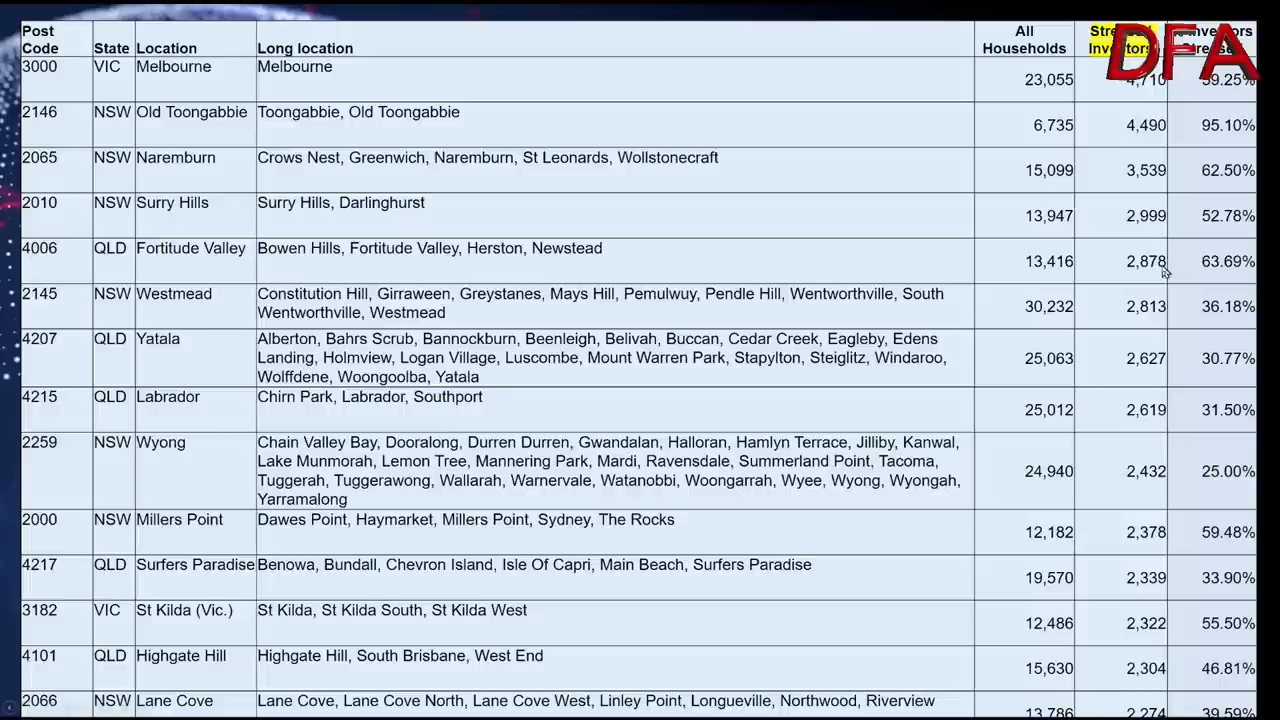 Post Code State Location Long location All Households Investors
3000 VIC Melbourne Melbourne 23,055 4,710 59.25%
2146 NSW Old Toongabbie Toongabbie, Old Toongabbie 6,735 4,490 95.10%
2065 NSW Naremburn Crows Nest, Greenwich, Naremburn, St Leonards, Wollstonecraft 15,099 3,539 62.50%
2010 NSW Surry Hills Surry Hills, Darlinghurst 13,947 2,999 52.78%
4006 QLD Fortitude Valley Bowen Hills, Fortitude Valley, Herston, Newstead 13,416 2,878 63.69%
2145 NSW Westmead Constitution Hill, Girraween, Greystanes, Mays Hill, Pemulwuy, Pendle Hill, Wentworthville, South
Wentworthville, Westmead 30,232 2,813 36.18%
4207 QLD Yatala Alberton, Bahrs Scrub, Bannockburn, Beenleigh, Belivah, Buccan, Cedar Creek, Eagleby, Edens
Landing, Holmview, Logan Village, Luscombe, Mount Warren Park, Stapylton, Steiglitz, Windaroo, 25,063 2,627 30.77%
Wolffdene, Woongoolba, Yatala
4215 QLD Labrador Chirn Park, Labrador, Southport 25,012 2,619 31.50%
2259 NSW Wyong Chain Valley Bay, Dooralong, Durren Durren, Gwandalan, Halloran, Hamlyn Terrace, Jilliby, Kanwal,
Lake Munmorah, Lemon Tree, Mannering Park, Mardi, Ravensdale, Summerland Point, Tacoma, 24,940 2,432 25.00%
Tuggerah, Tuggerawong, Wallarah, Warnervale, Watanobbi, Woongarrah, Wyee, Wyong, Wyongah,
Yarramalong
2000 NSW Millers Point Dawes Point, Haymarket, Millers Point, Sydney, The Rocks 12,182 2,378 59.48%
4217 QLD Surfers Paradise Benowa, Bundall, Chevron Island, Isle Of Capri, Main Beach, Surfers Paradise 19,570 2,339 33.90%
3182 VIC St Kilda (Vic.) St Kilda, St Kilda South, St Kilda West 12,486 2,322 55.50%
4101 QLD Highgate Hill Highgate Hill, South Brisbane, West End 15,630 2,304 46.81%
2066 NSW Lane Cove Lane Cove, Lane Cove North, Lane Cove West, Linley Point, Longueville, Northwood, Riverview 13,786 2,274 39.59%
DFA